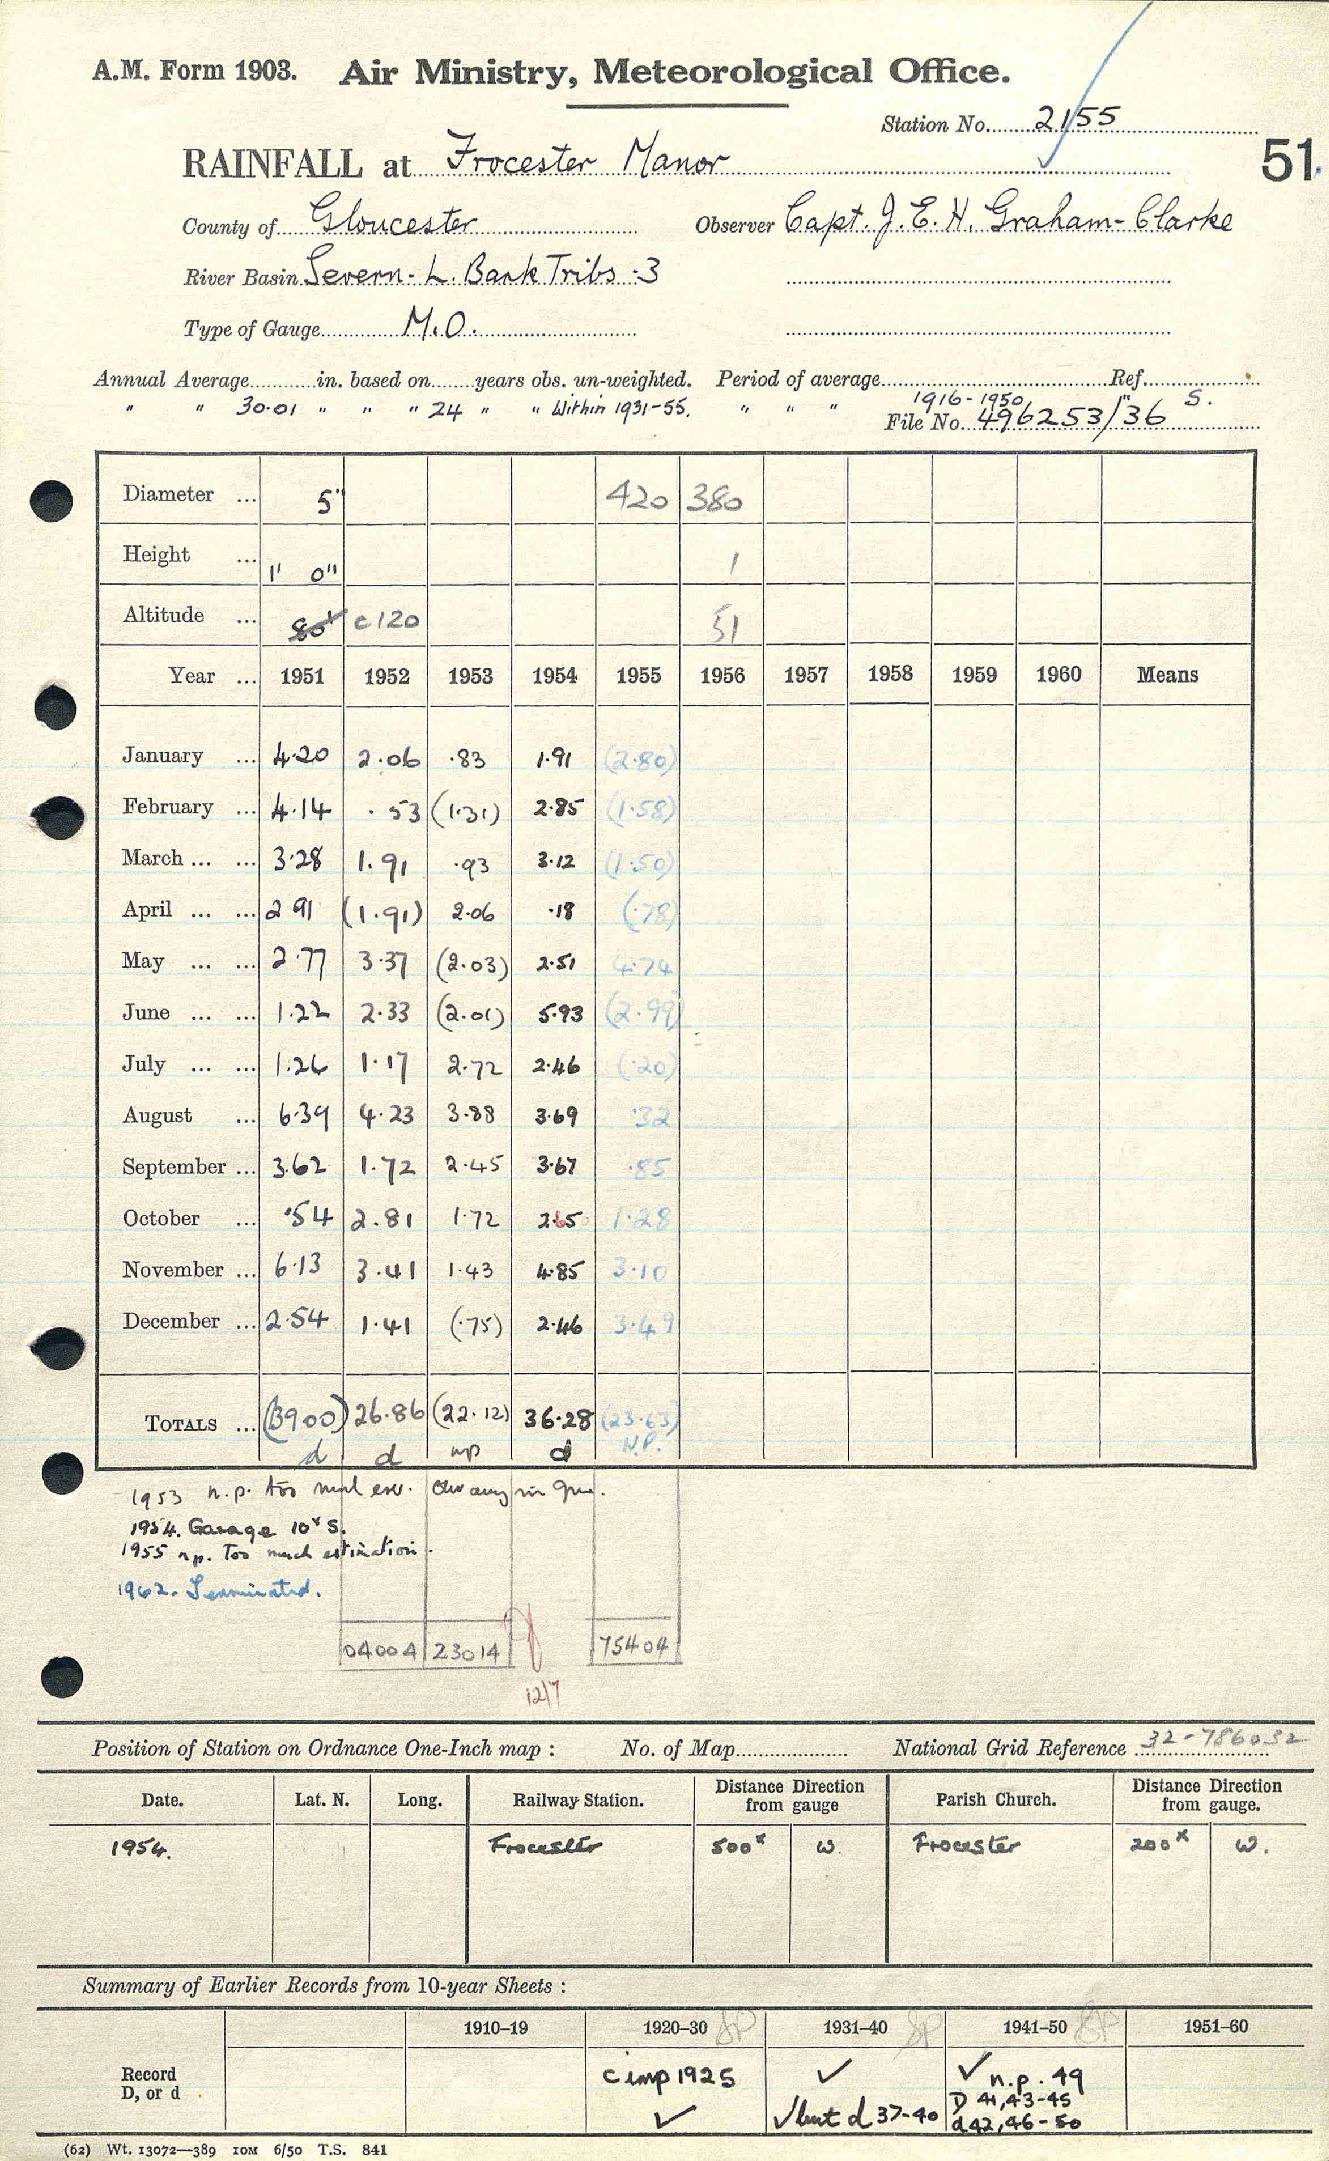 A.M. Form 1903. Air Ministry, Meteorological Office.
Station No. 2155
RAINFALL at Frocester Manor
51
County of Gloucester Observer Capt. J. E. H. Graham-Clarke
River Basin Severn - L. Bank Tribs :3
Type of Gauge M.O.
Annual Average in. based on years obs. un-weighted. Period of average Ref.
" " 30.01 " " " 24 " " Within 1931-55. " " " 1916-1950 " S.
File No. 496253/36
Diameter ... 5" 420 380
Height ... 1' 0" 1
Altitude ... 80' c120 51
Year ... 1951 1952 1953 1954 1955 1956 1957 1958 1959 1960 Means
January ... 4.20 2.06 .83 1.91 (2.80)
February ... 4.14 .53 (1.31) 2.85 (1.58)
March ... ... 3.28 1.91 .93 3.12 (1.50)
April ... ... 2 91 (1.91) 2.06 .18 (.78)
May ... ... 2.77 3.37 (2.03) 2.51 4.74
June ... ... 1.22 2.33 (2.01) 5.93 (2.99)
July ... ... 1.26 1.17 2.72 2.46 (.20)
August ... 6.39 4.23 3.88 3.69 .32
September ... 3.62 1.72 2.45 3.67 .85
October ... .54 2.81 1.72 2.65 1.28
November ... 6.13 3.41 1.43 4.85 3.10
December ... 2.54 1.41 (.75) 2.46 3.49
TOTALS ... (3900) 26.86 (22.12) 36.28 (23.63)
d d np d N.P.
1953 n.p. too much
1954. Garage 10ˣ S.
1955 n.p. Too much estimation.
1962. Terminated.
04004 23014 75404
12/7
Position of Station on Ordnance One-Inch map : No. of Map National Grid Reference 32-786032
Date. Lat. N. Long. Railway Station. Distance Direction from gauge Parish Church. Distance Direction from gauge.
1954. Frocester 500ˣ W Frocester 200ˣ W.
Summary of Earlier Records from 10-year Sheets :
1910–19 1920–30 1931–40 1941–50 1951–60
Record D, or d
c imp 1925 ✓ ✓ n.p. 49
✓ ✓ but d 37-40 D 41,43-45
d 42,46-50
(62) Wt. 13072—389 10M 6/50 T.S. 841